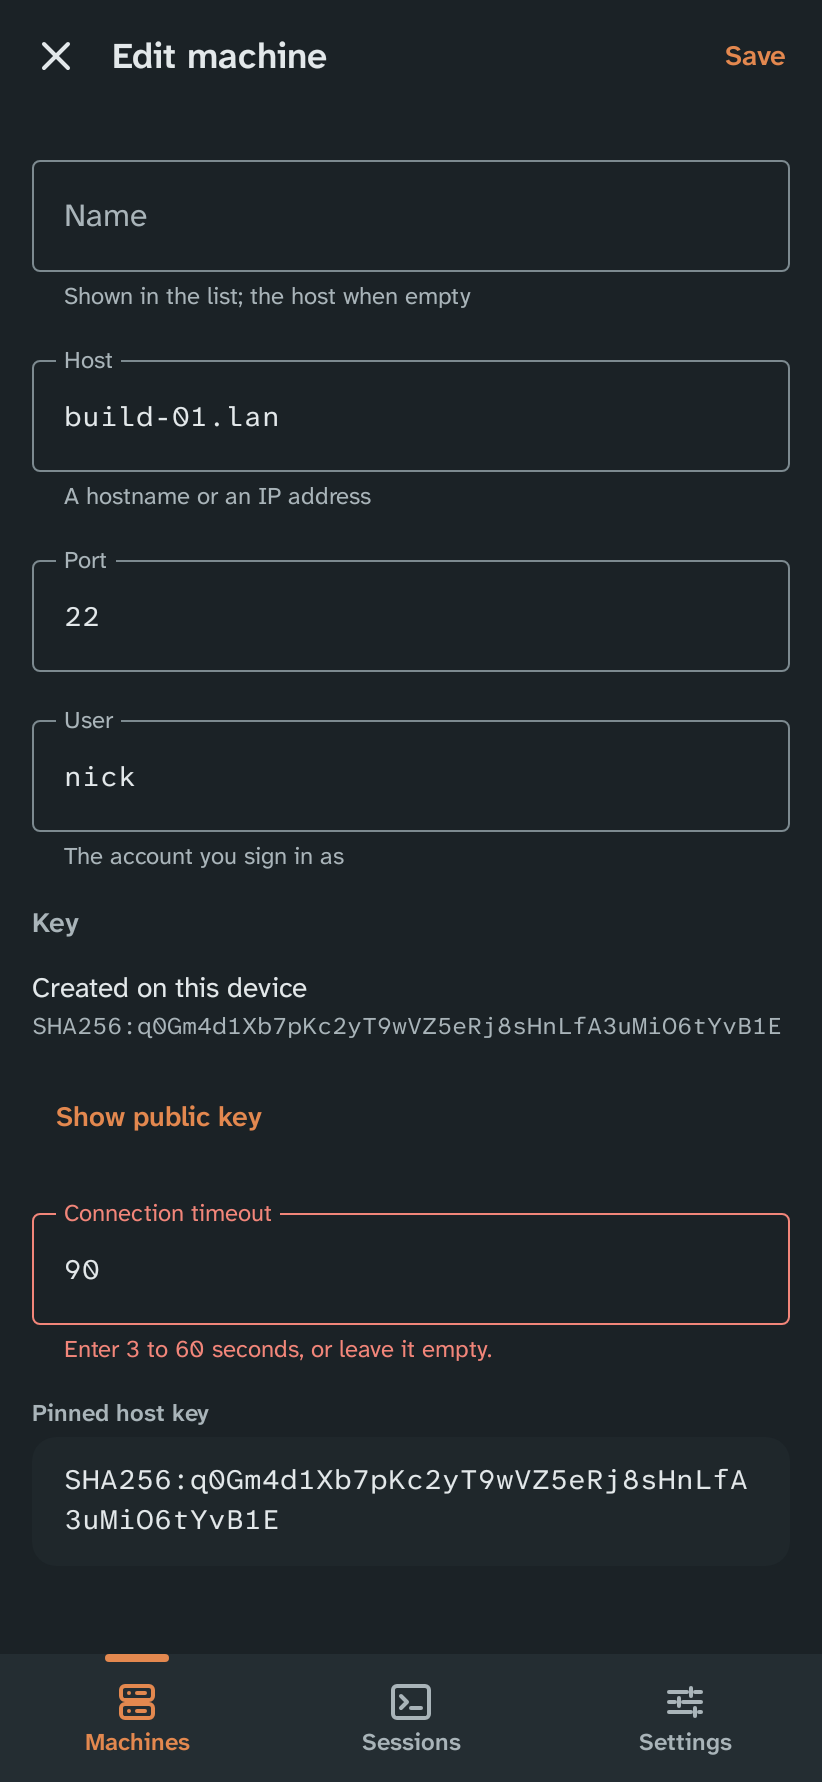 Edit machine
Save
Name
Shown in the list; the host when empty
Host
build-01.lan
A hostname or an IP address
Port
22
User
nick
The account you sign in as
Key
Created on this device
SHA256:q0Gm4d1Xb7pKc2yT9wVZ5eRj8sHnLfA3uMiO6tYvB1E
Show public key
Connection timeout
90
Enter 3 to 60 seconds, or leave it empty.
Pinned host key
SHA256:q0Gm4d1Xb7pKc2yT9wVZ5eRj8sHnLfA
3uMiO6tYvB1E
Machines
Sessions
Settings